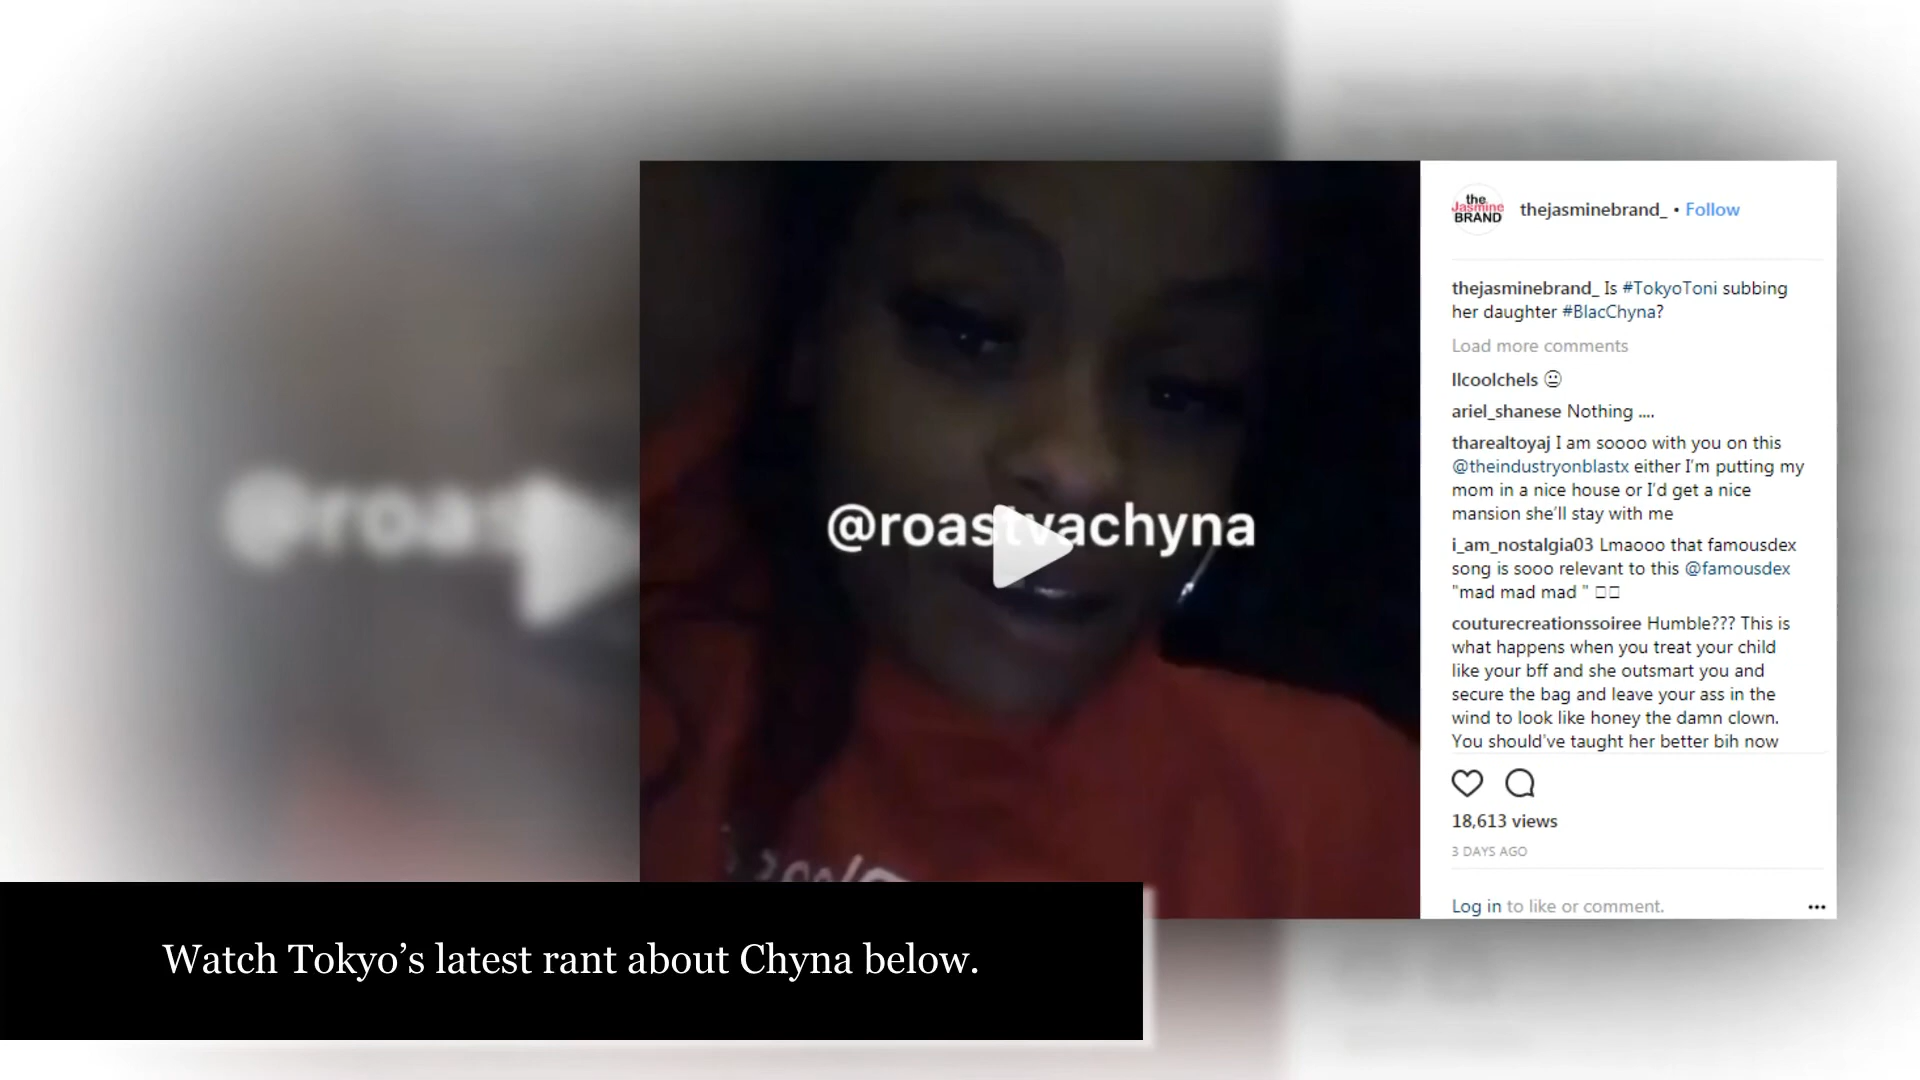 the
Jasmine
BRAND
thejasminebrand_ • Follow
thejasminebrand_ Is #TokyoToni subbing
her daughter #BlacChyna?
Load more comments
llcoolchels 😐
ariel_shanese Nothing ....
tharealtoyaj I am soooo with you on this
@theindustryonblastx either I'm putting my
mom in a nice house or I'd get a nice
mansion she'll stay with me
i_am_nostalgia03 Lmaooo that famousdex
song is sooo relevant to this @famousdex
"mad mad mad " □□
couturecreationssoiree Humble??? This is
what happens when you treat your child
like your bff and she outsmart you and
secure the bag and leave your ass in the
wind to look like honey the damn clown.
You should've taught her better bih now
18,613 views
3 DAYS AGO
Log in to like or comment.
@roastvachyna
Watch Tokyo’s latest rant about Chyna below.